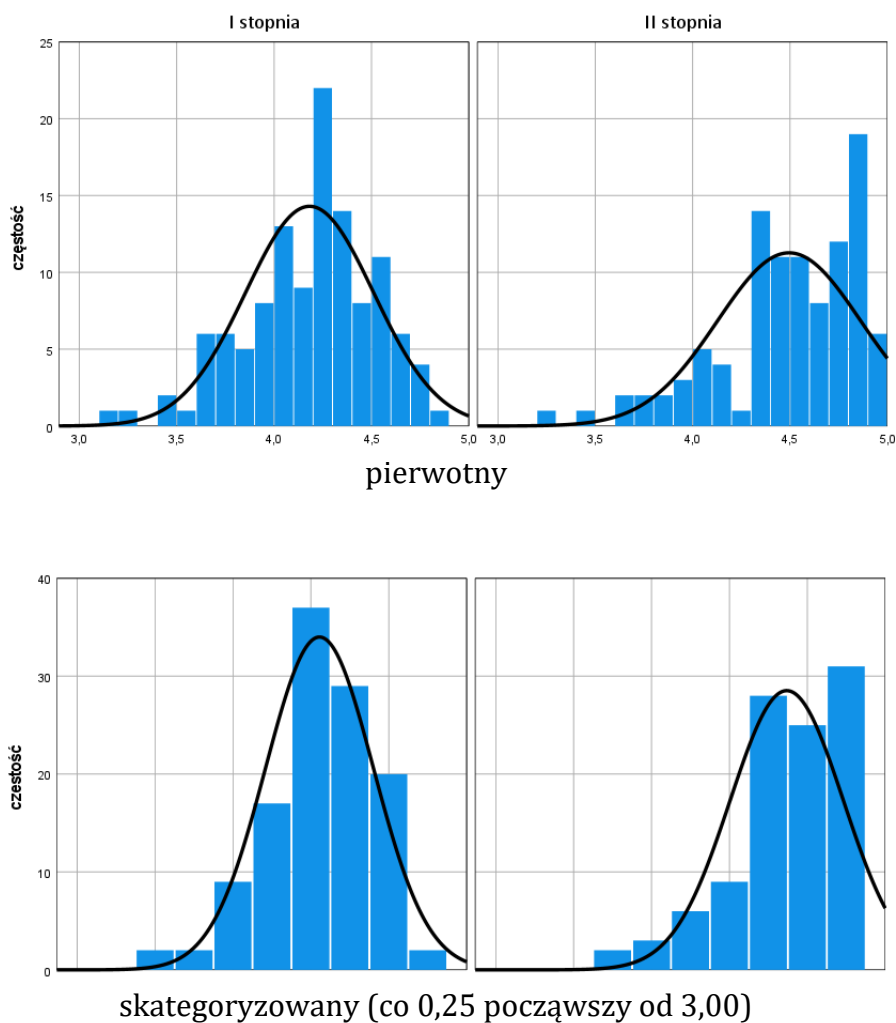 I stopnia II stopnia
25
20
15
10
5
0
częstość
3,0 3,5 4,0 4,5 5,0 3,0 3,5 4,0 4,5 5,0
pierwotny
40
30
20
10
0
czestość
skategoryzowany (co 0,25 począwszy od 3,00)